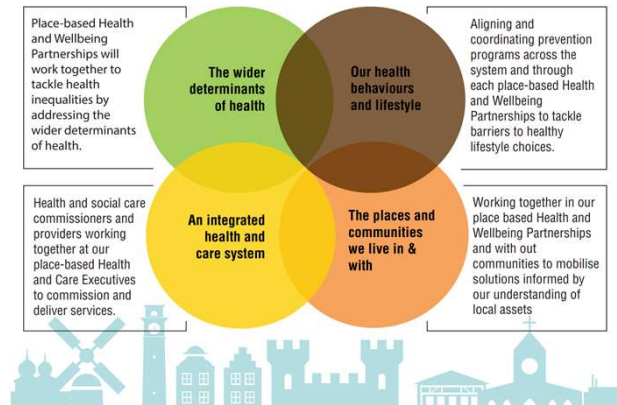 Place-based Health
and Wellbeing
Partnerships will
work together to
tackle health
inequalities by
addressing the
wider determinants
of health.
The wider
determinants
of health
Our health
behaviours
and lifestyle
Aligning and
coordinating prevention
programs across the
system and through
each place-based Health
and Wellbeing
Partnerships to tackle
barriers to healthy
lifestyle choices.
Health and social care
commissioners and
providers working
together at our
place-based Health
and Care Executives
to commission and
deliver services.
An integrated
health and
care system
The places and
communities
we live in &
with
Working together in our
place based Health and
Wellbeing Partnerships
and with out
communities to mobilise
solutions informed by
our understanding of
local assets